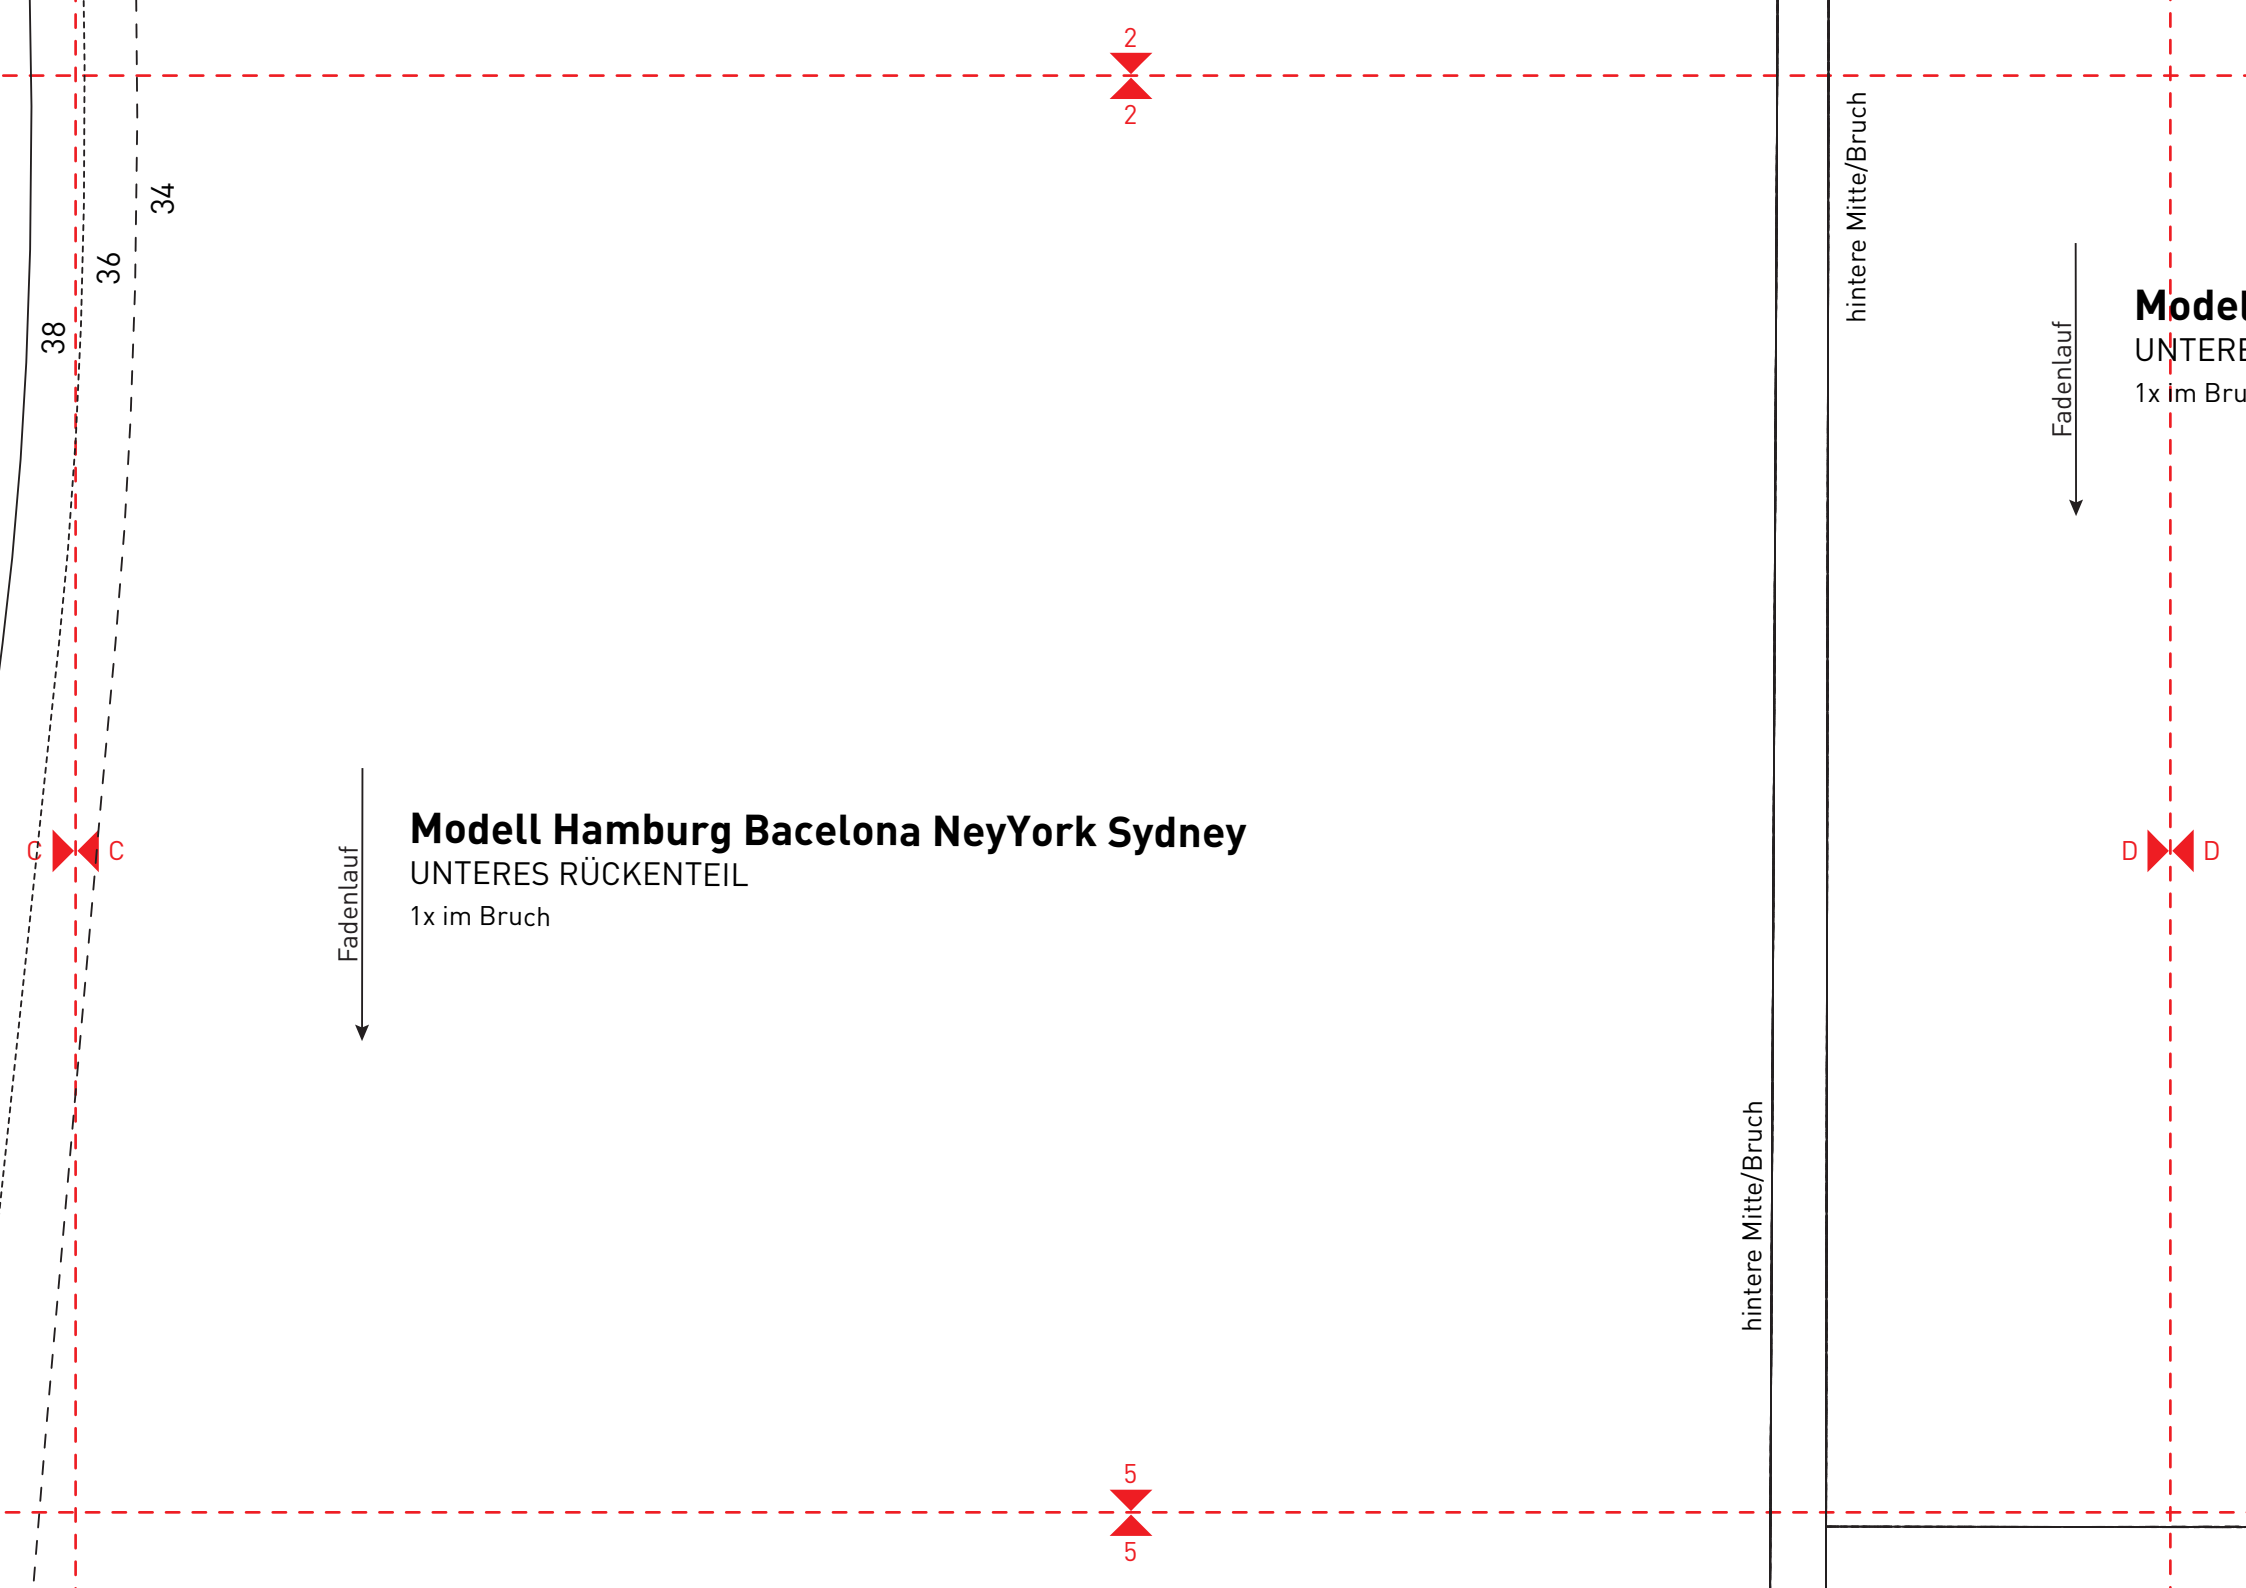 2
2
34
36
38
hintere Mitte/Bruch
Fadenlauf
Model
UNTERE
1x im Bru
Fadenlauf
Modell Hamburg Bacelona NeyYork Sydney
UNTERES RÜCKENTEIL
1x im Bruch
C C
D D
hintere Mitte/Bruch
5
5